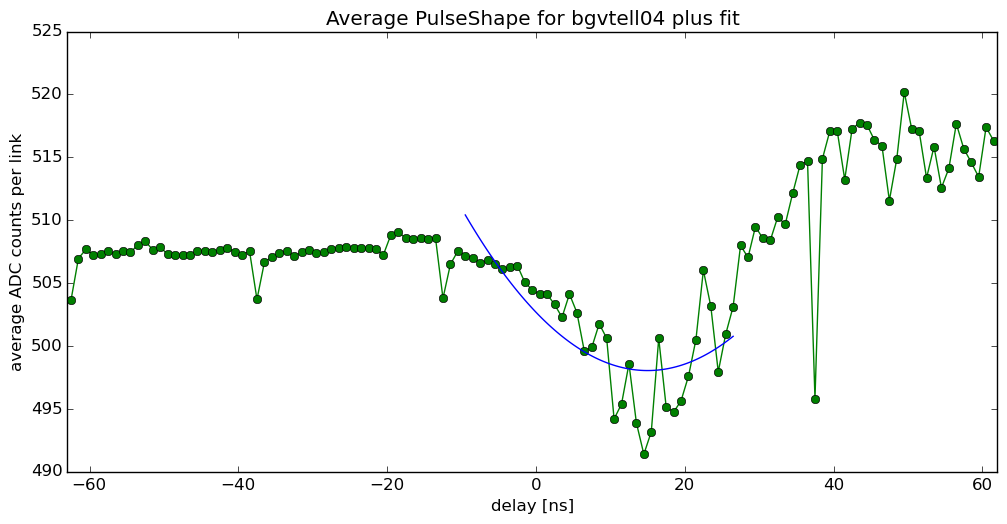 Average PulseShape for bgvtell04 plus fit
average ADC counts per link
525
520
515
510
505
500
495
490
−60 −40 −20 0 20 40 60
delay [ns]